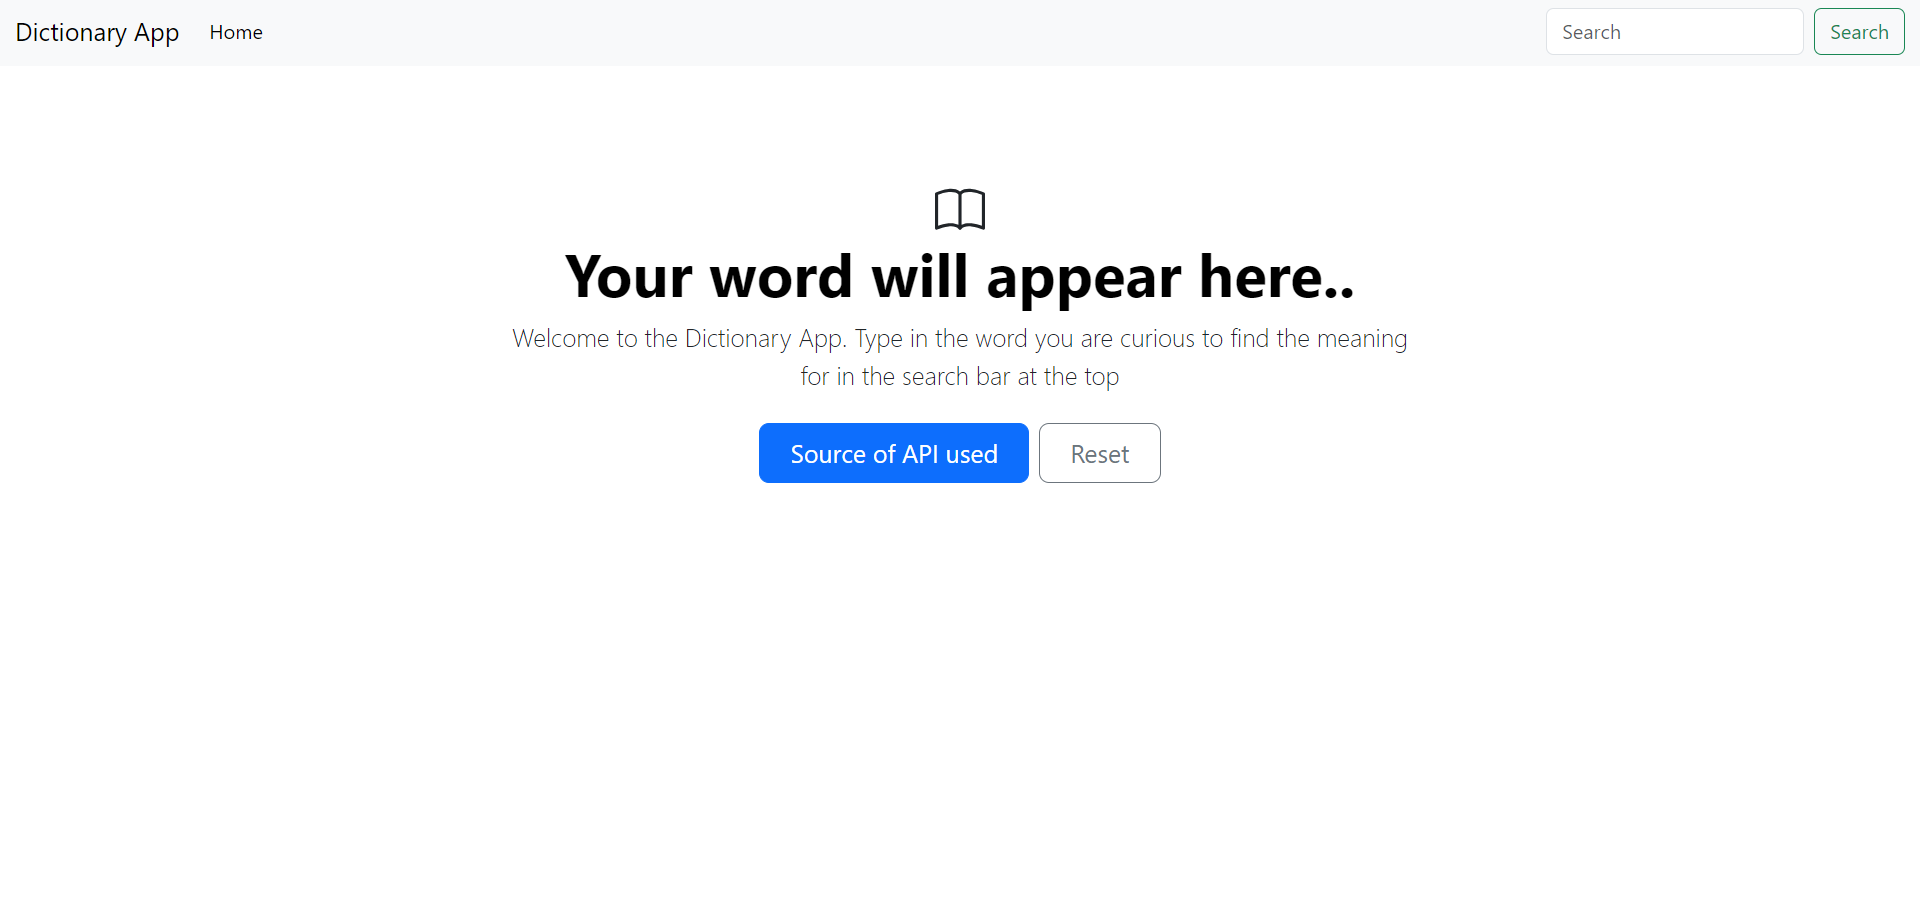 Dictionary App
Home
Search
Search
Your word will appear here..
Welcome to the Dictionary App. Type in the word you are curious to find the meaning
for in the search bar at the top
Source of API used
Reset